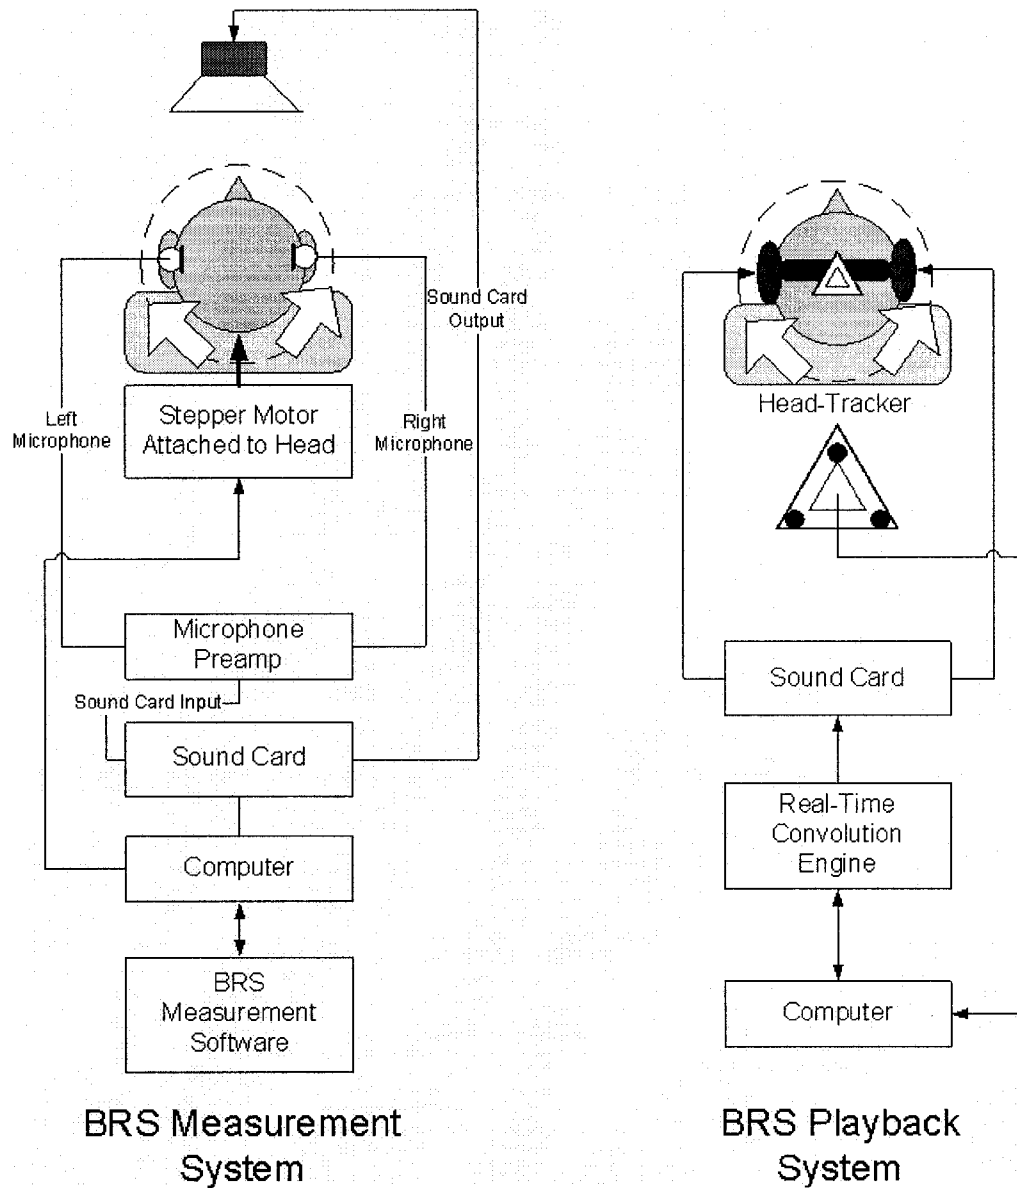 Sound Card
Output
Left
Microphone
Right
Microphone
Stepper Motor
Attached to Head
Microphone
Preamp
Sound Card Input
Sound Card
Computer
BRS
Measurement
Software
BRS Measurement
System
Head-Tracker
Sound Card
Real-Time
Convolution
Engine
Computer
BRS Playback
System